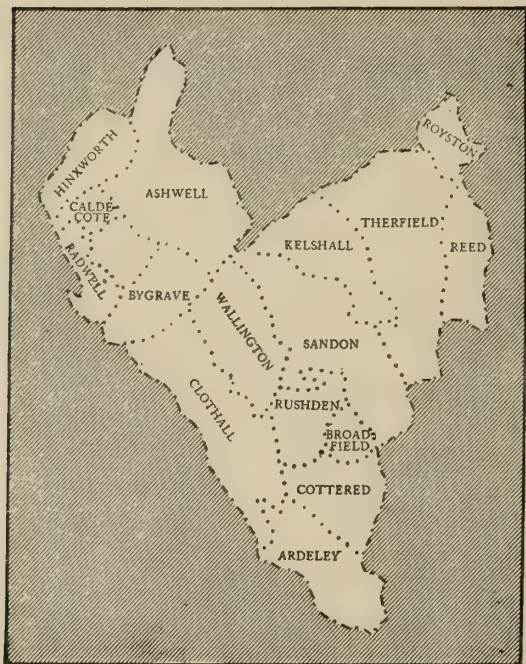 ROYSTON
HINXWORTH
ASHWELL
CALDE
COTE
THERFIELD
KELSHALL
REED
RADWELL
BYGRAVE
WALLINGTON
SANDON
CLOTHALL
RUSHDEN
BROAD
FIELD
COTTERED
ARDELEY